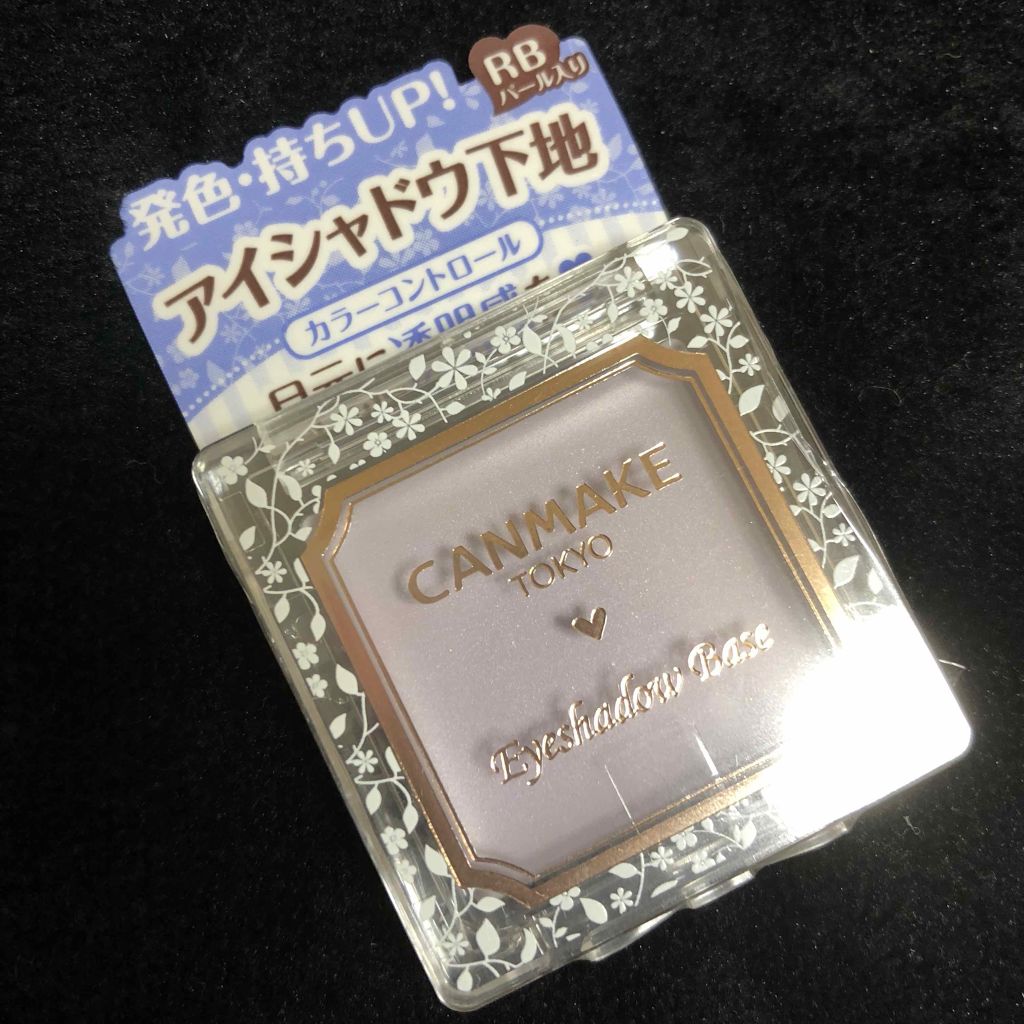 RB
パール入り
発色・持ちUP!
アイシャドウ下地
カラーコントロール
CANMAKE
TOKYO
Eyeshadow Base